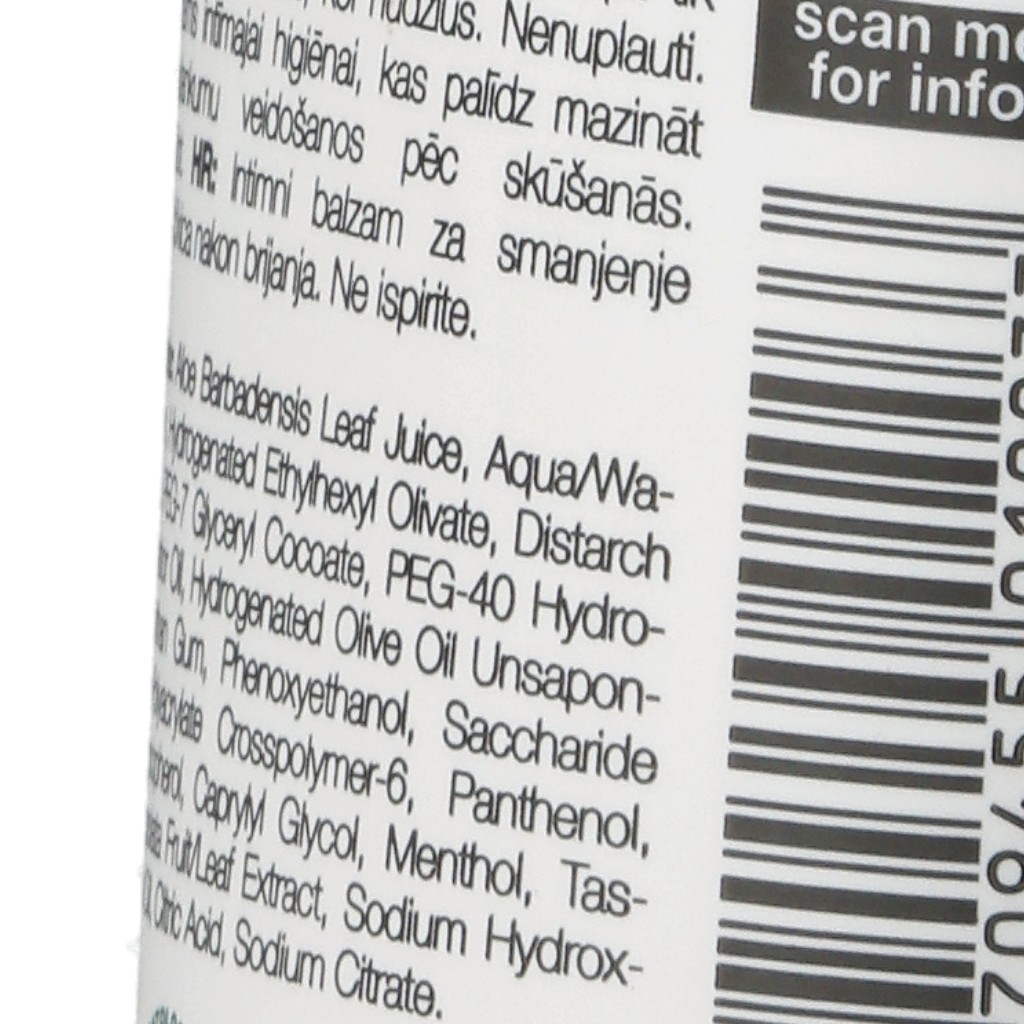 Nenuplauti.
higiēnai, kas palīdz mazināt
veidošanos pēc skūšanās.
HR: Intimni balzam za smanjenje
nakon brijanja. Ne ispirite.
Aloe Barbadensis Leaf Juice, Aqua/Wa-
Hydrogenated Ethylhexyl Olivate, Distarch
Glyceryl Cocoate, PEG-40 Hydro-
Oil, Hydrogenated Olive Oil Unsapon-
Gum, Phenoxyethanol, Saccharide
Crosspolymer-6, Panthenol,
Caprylyl Glycol, Menthol, Tas-
Fruit/Leaf Extract, Sodium Hydrox-
Citric Acid, Sodium Citrate.
scan me
for info